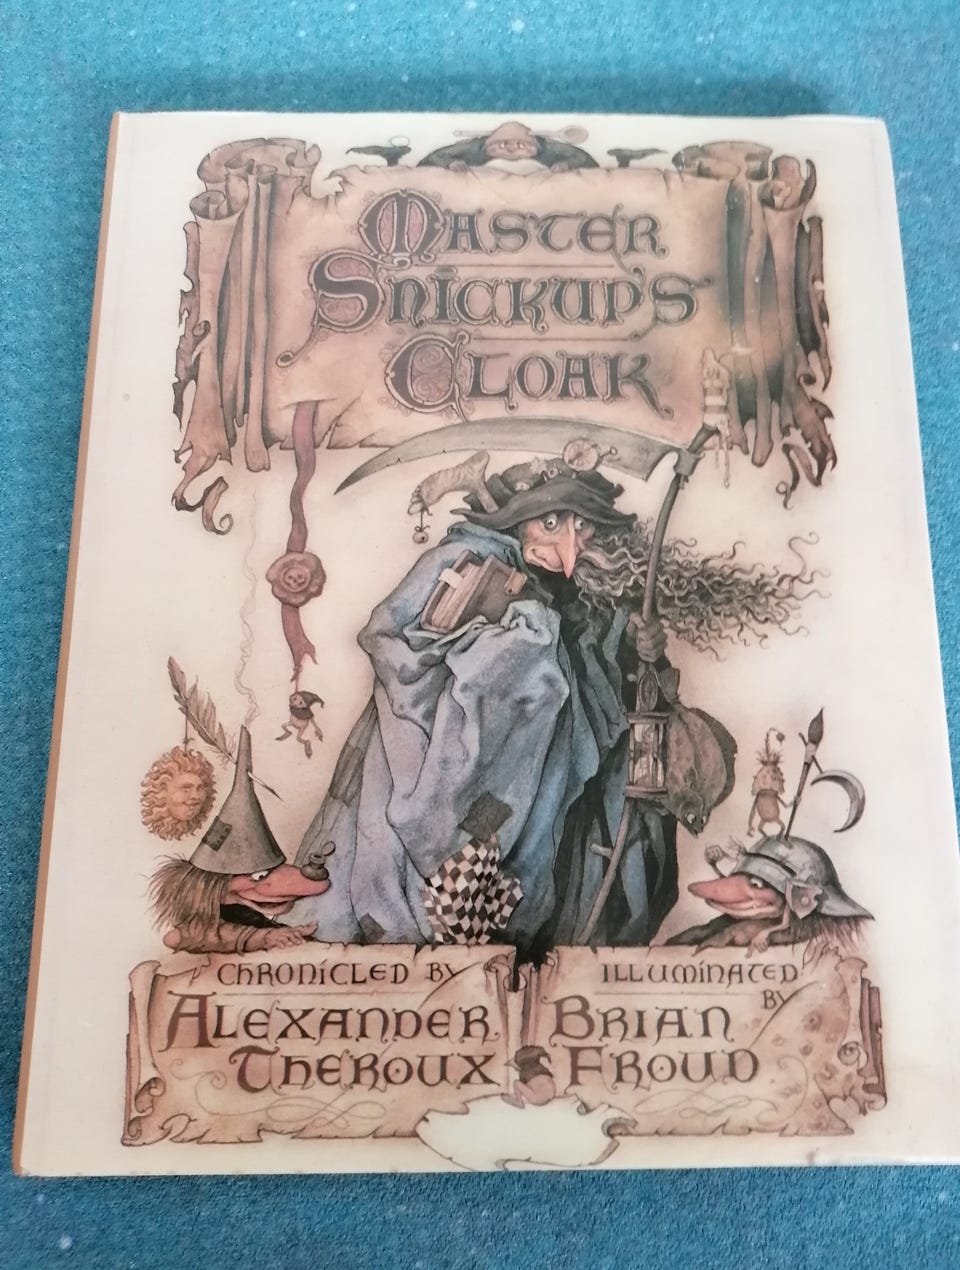 MASTER
SNICKUP'S
CLOAK
CHRONICLED BY
ALEXANDER
THEROUX
ILLUMINATED
BY
BRIAN
FROUD